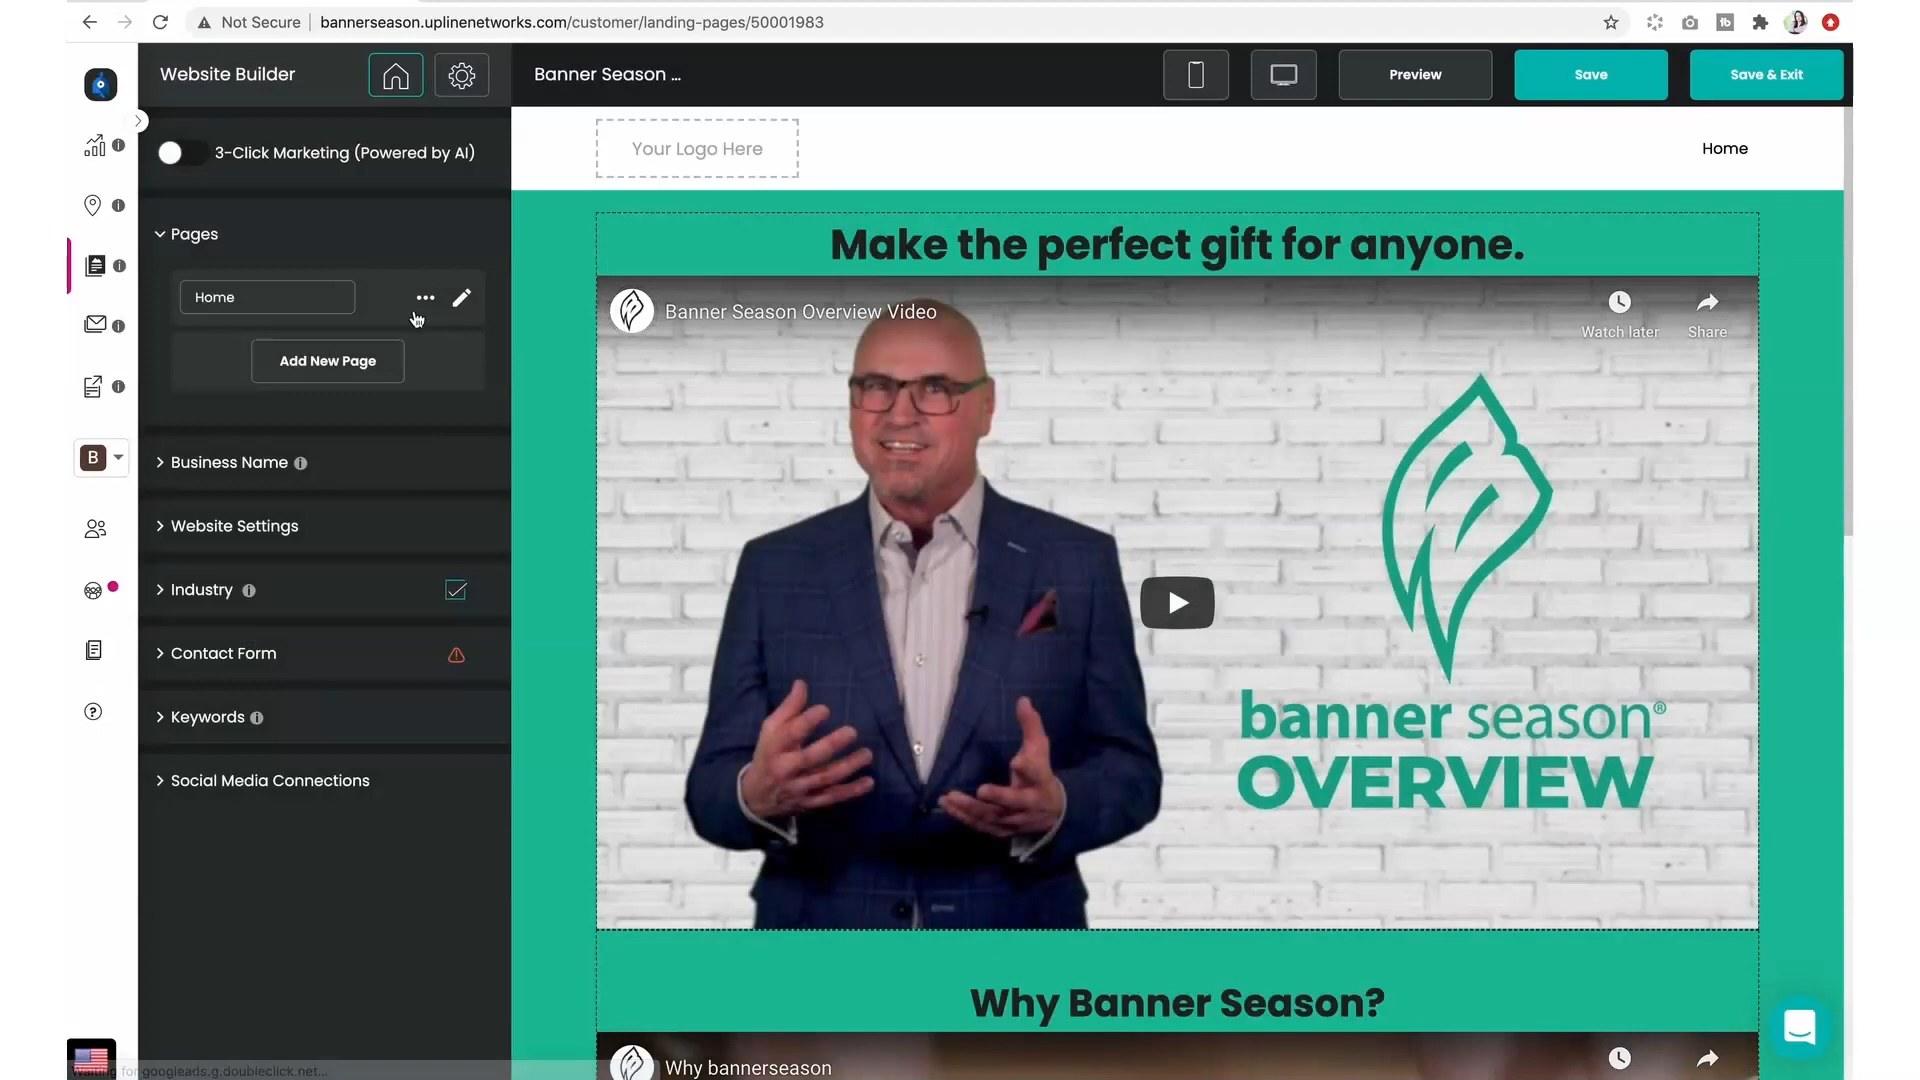 Not Secure
bannerseason.uplinenetworks.com/customer/landing-pages/50001983
Website Builder
Banner Season ...
Preview
Save
Save & Exit
3-Click Marketing (Powered by AI)
Your Logo Here
Home
Pages
Home
Add New Page
Business Name
Website Settings
Industry
Contact Form
Keywords
Social Media Connections
B
Make the perfect gift for anyone.
Banner Season Overview Video
Watch later
Share
banner season®
OVERVIEW
Why Banner Season?
Why bannerseason
Waiting for googleads.g.doubleclick.net...